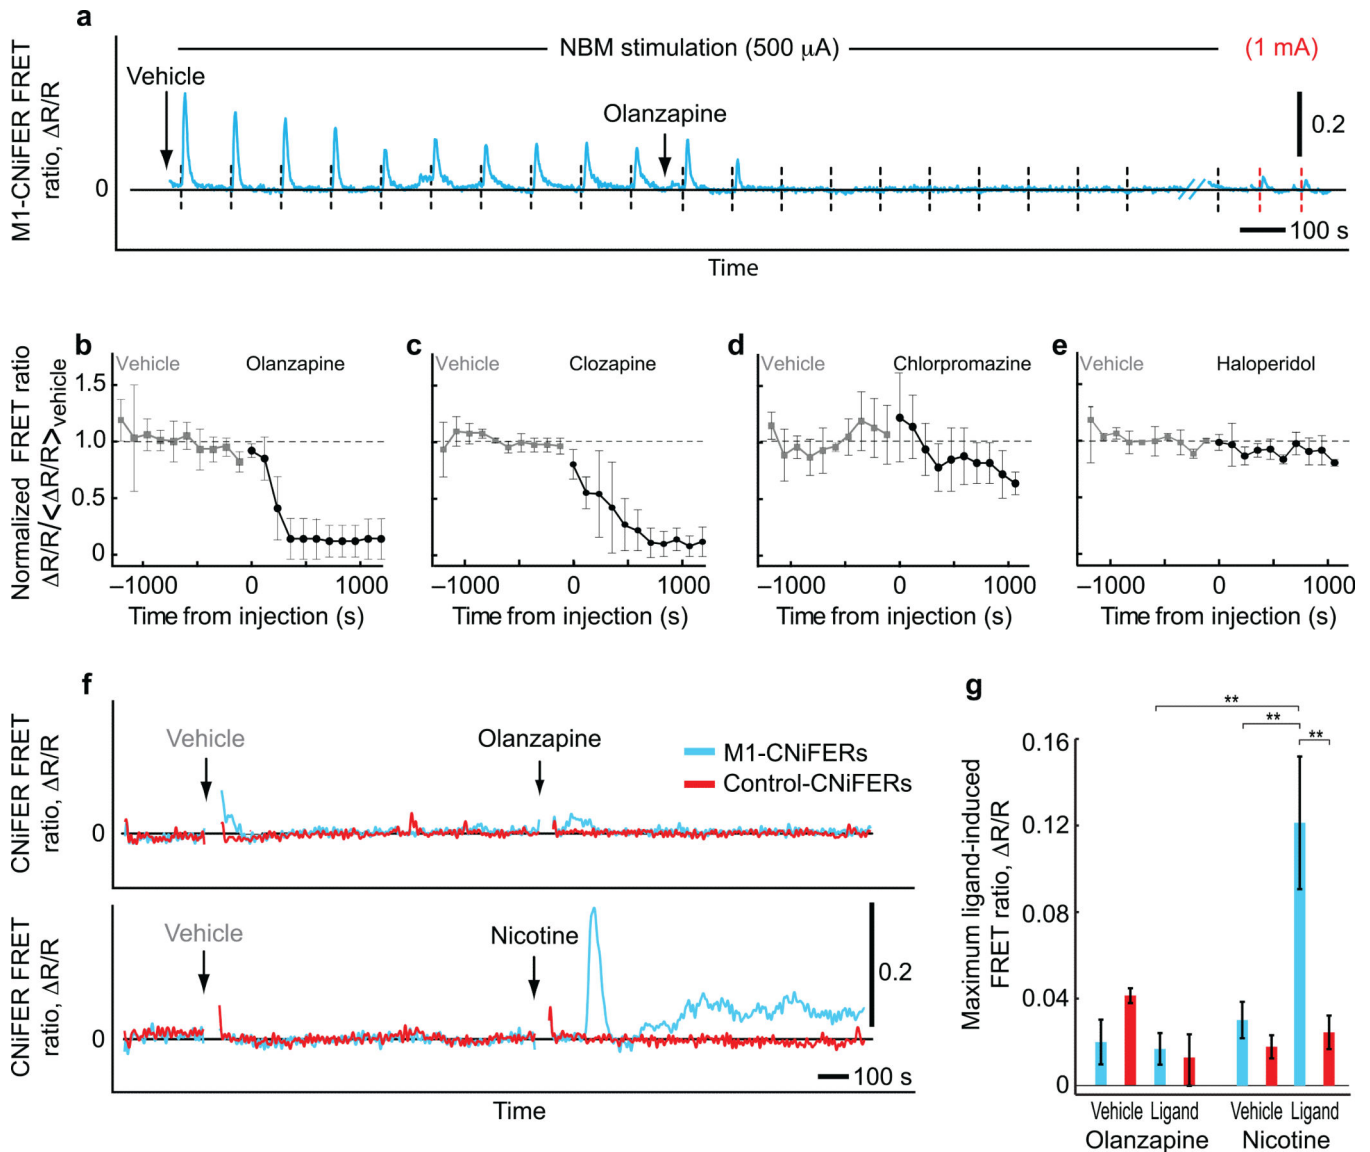 a
NBM stimulation (500 μA)
(1 mA)
Vehicle
Olanzapine
0.2
M1-CNiFER FRET
ratio, ΔR/R
0
100 s
Time
b
c
d
e
Vehicle
Olanzapine
Vehicle
Clozapine
Vehicle
Chlorpromazine
Vehicle
Haloperidol
Normalized FRET ratio
ΔR/R/<ΔR/R>vehicle
1.5
1.0
0.5
0
–1000 0 1000
–1000 0 1000
–1000 0 1000
–1000 0 1000
Time from injection (s)
Time from injection (s)
Time from injection (s)
Time from injection (s)
f
CNiFER FRET
ratio, ΔR/R
0
Vehicle
Olanzapine
M1-CNiFERs
Control-CNiFERs
CNiFER FRET
ratio, ΔR/R
0
Vehicle
Nicotine
0.2
100 s
Time
g
**
**
**
Maximum ligand-induced
FRET ratio, ΔR/R
0.16
0.12
0.08
0.04
0
Vehicle Ligand Vehicle Ligand
Olanzapine Nicotine